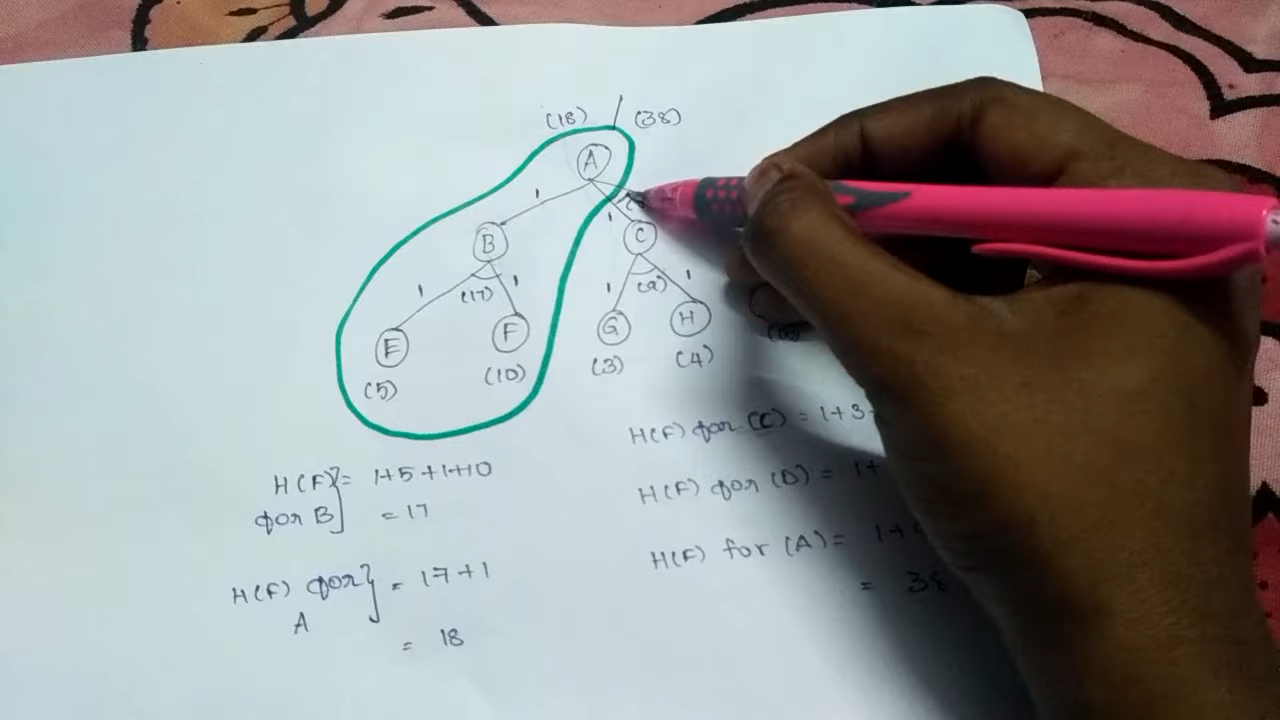 (18) (38)
A
1
1
B
C
1 (17) 1
1 (9) 1
E
F
G
H
(5)
(10)
(3)
(4)
H(F)} = 1+5+1+10
for B] = 17
H(F) for} = 17+1
A
= 18
H(F) for (C) = 1+3
H(F) for (D) = 1+
H(F) for (A) = 1+
= 38